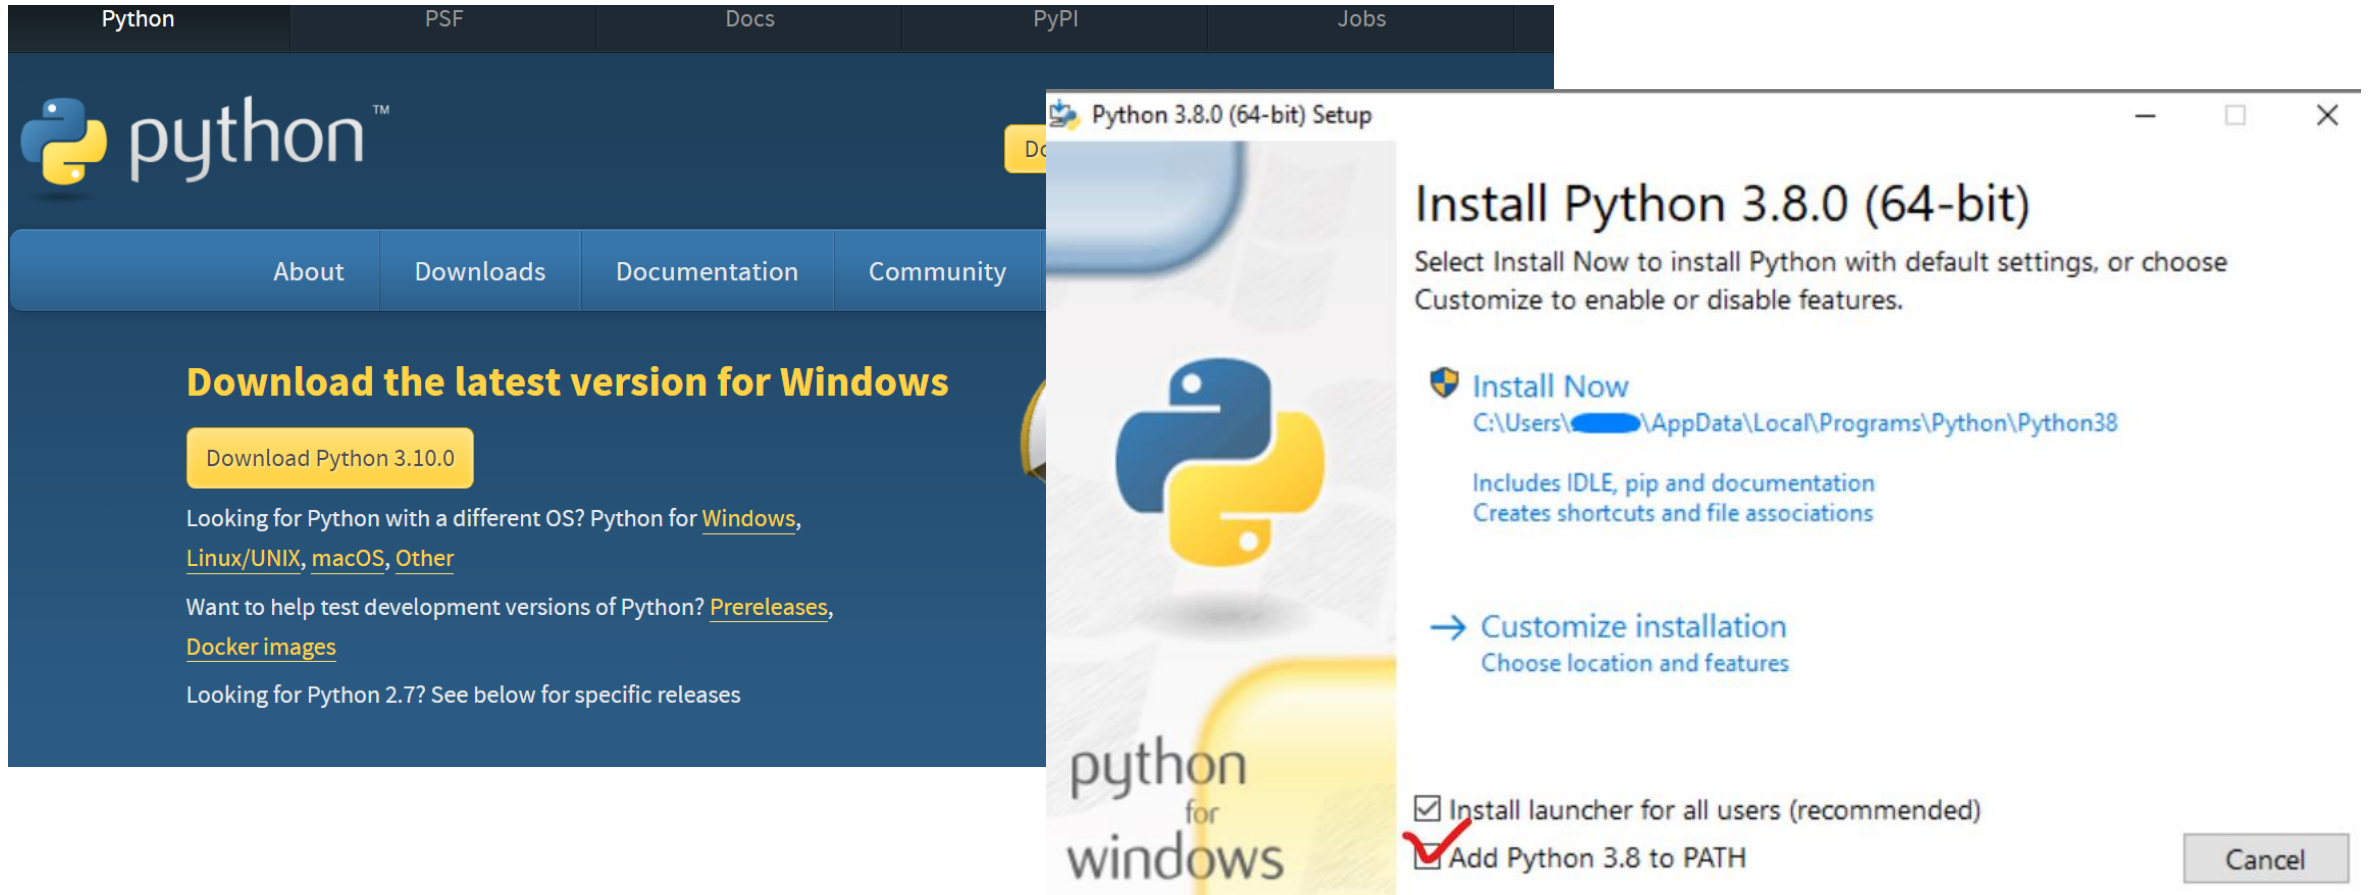 Python
PSF
Docs
PyPI
Jobs
python™
About
Downloads
Documentation
Community
Download the latest version for Windows
Download Python 3.10.0
Looking for Python with a different OS? Python for Windows,
Linux/UNIX, macOS, Other
Want to help test development versions of Python? Prereleases,
Docker images
Looking for Python 2.7? See below for specific releases
Python 3.8.0 (64-bit) Setup
Install Python 3.8.0 (64-bit)
Select Install Now to install Python with default settings, or choose
Customize to enable or disable features.
Install Now
C:\Users\ \AppData\Local\Programs\Python\Python38
Includes IDLE, pip and documentation
Creates shortcuts and file associations
Customize installation
Choose location and features
python
for
windows
Install launcher for all users (recommended)
Add Python 3.8 to PATH
Cancel